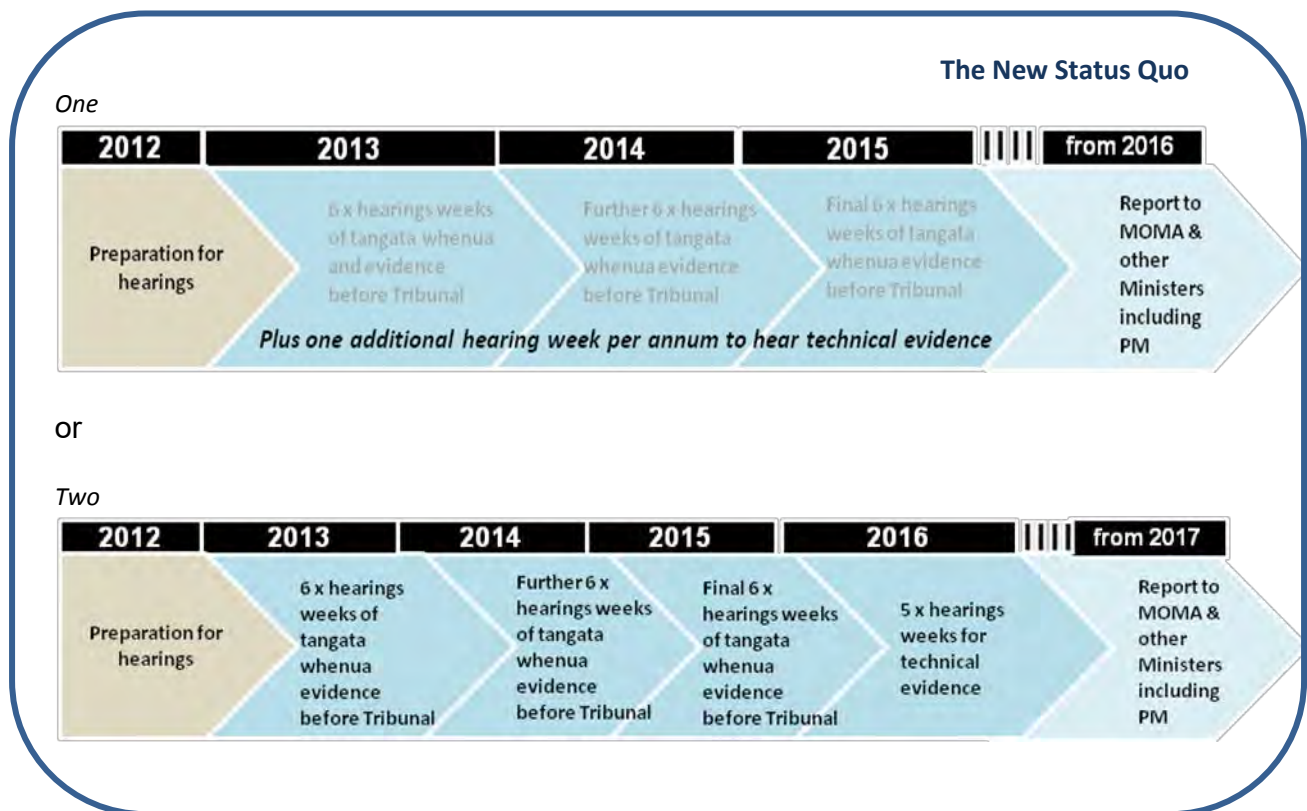 The New Status Quo
One
2012 2013 2014 2015 from 2016
Preparation for
hearings
6 x hearings weeks
of tangata whenua
and evidence
before Tribunal
Further 6 x hearings
weeks of tangata
whenua evidence
before Tribunal
Final 6 x hearings
weeks of tangata
whenua evidence
before Tribunal
Report to
MOMA &
other
Ministers
including
PM
Plus one additional hearing week per annum to hear technical evidence
or
Two
2012 2013 2014 2015 2016 from 2017
Preparation for
hearings
6 x hearings
weeks of
tangata
whenua
evidence
before Tribunal
Further 6 x
hearings weeks
of tangata
whenua
evidence
before Tribunal
Final 6 x
hearings weeks
of tangata
whenua
evidence
before Tribunal
5 x hearings
weeks for
technical
evidence
Report to
MOMA &
other
Ministers
including
PM